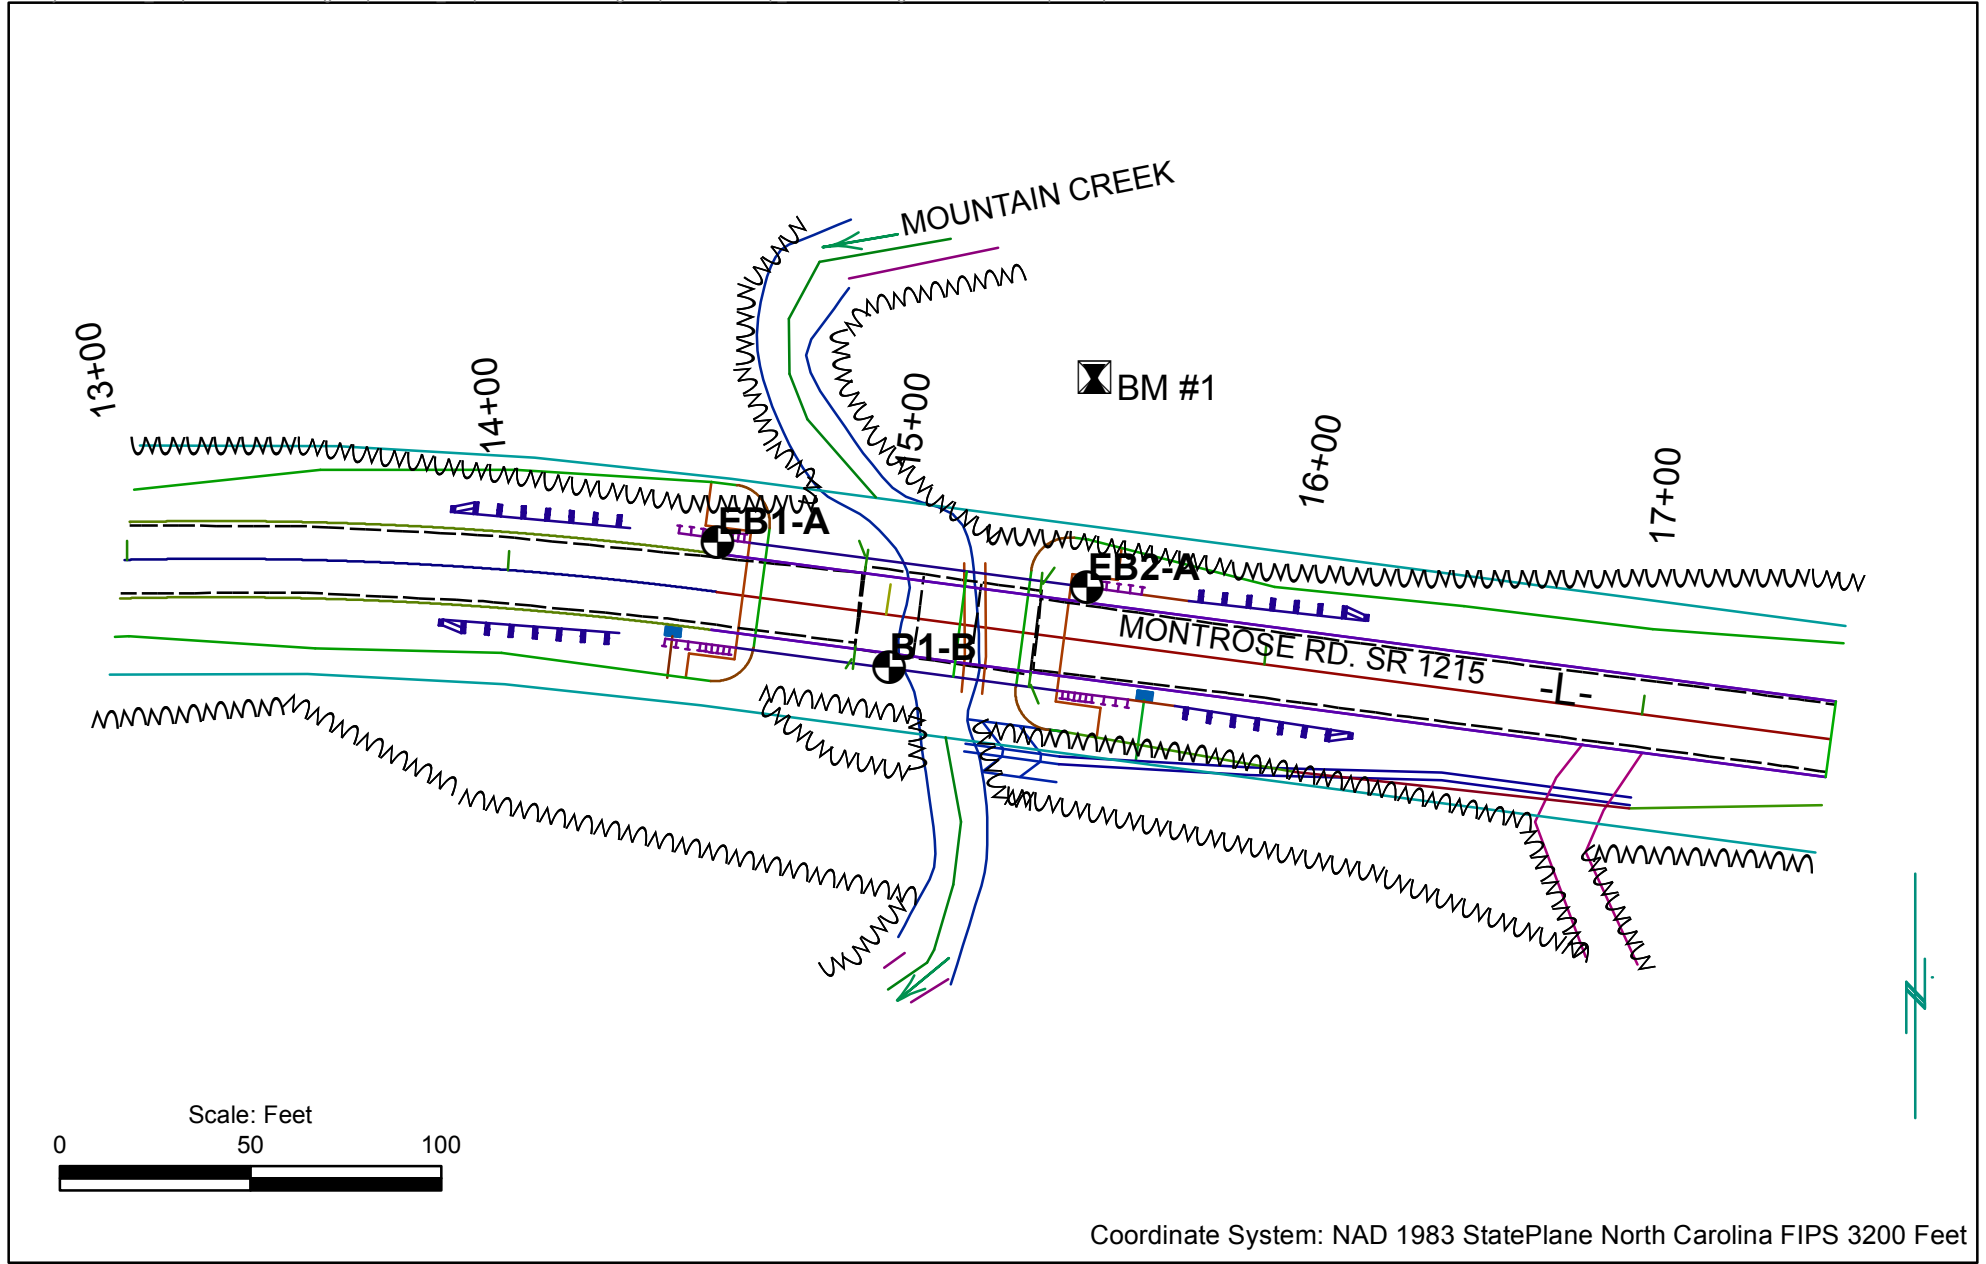 MOUNTAIN CREEK
BM #1
13+00
14+00
15+00
16+00
17+00
EB1-A
EB2-A
B1-B
MONTROSE RD. SR 1215
-L-
Scale: Feet
0 50 100
Coordinate System: NAD 1983 StatePlane North Carolina FIPS 3200 Feet